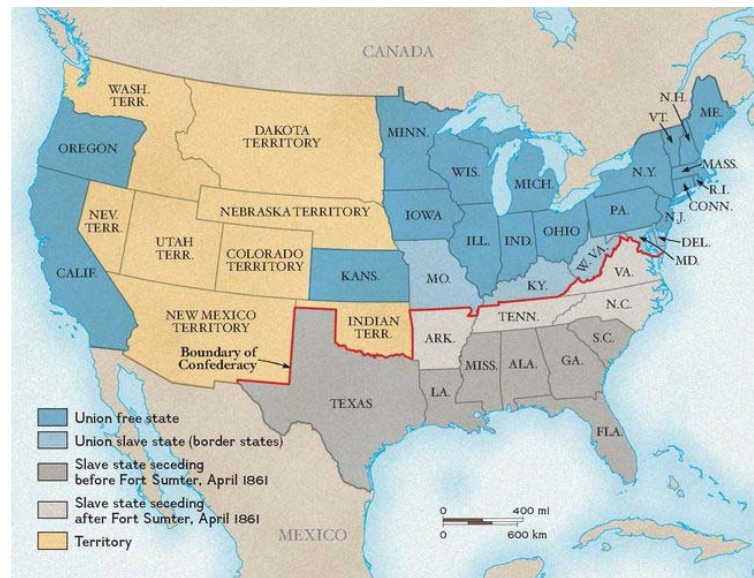 CANADA
WASH.
TERR.
DAKOTA
TERRITORY
MINN.
N.H.
VT.
ME.
OREGON
WIS.
MICH.
N.Y.
MASS.
R.I.
CONN.
NEV.
TERR.
NEBRASKA TERRITORY
IOWA
PA.
N.J.
UTAH
TERR.
COLORADO
TERRITORY
ILL.
IND.
OHIO
W. VA.
DEL.
MD.
CALIF.
KANS.
MO.
KY.
VA.
NEW MEXICO
TERRITORY
INDIAN
TERR.
ARK.
TENN.
N.C.
Boundary of
Confederacy
S.C.
MISS.
ALA.
GA.
TEXAS
LA.
FLA.
Union free state
Union slave state (border states)
Slave state seceding
before Fort Sumter, April 1861
Slave state seceding
after Fort Sumter, April 1861
Territory
0 400 ml
0 600 km
MEXICO